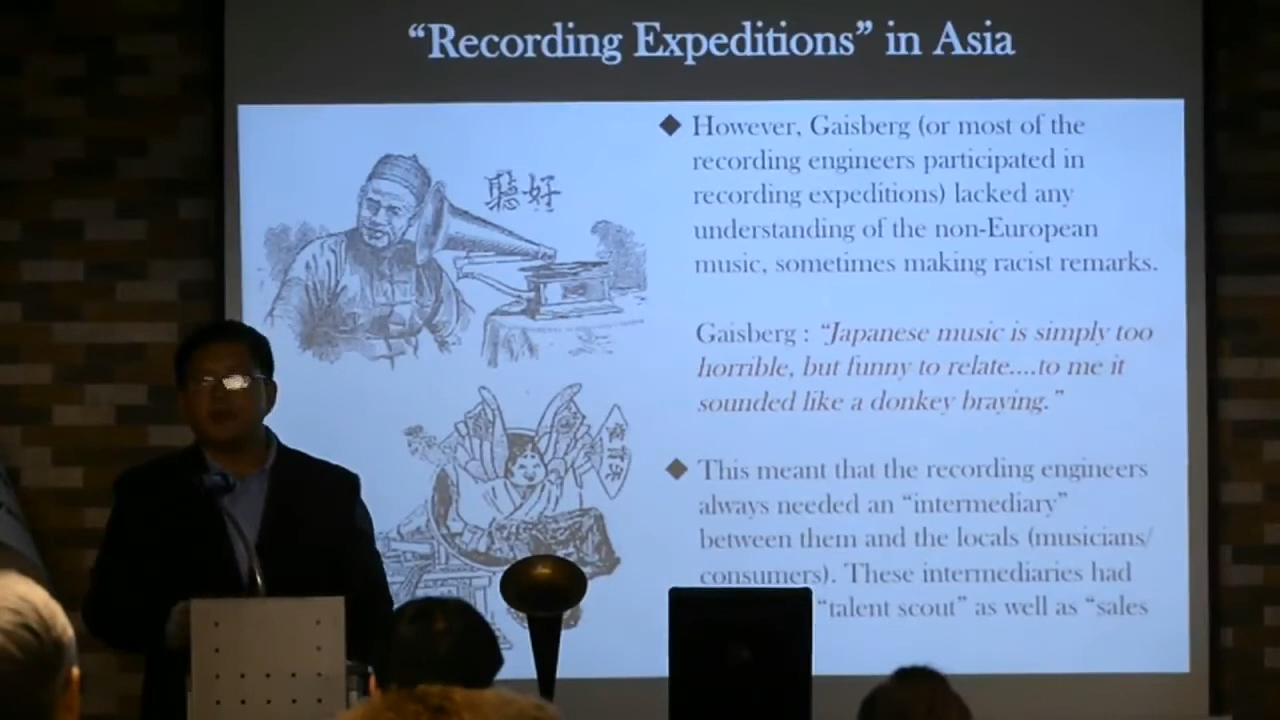 “Recording Expeditions” in Asia
聽好
However, Gaisberg (or most of the
recording engineers participated in
recording expeditions) lacked any
understanding of the non-European
music, sometimes making racist remarks.
Gaisberg : “Japanese music is simply too
horrible, but funny to relate....to me it
sounded like a donkey braying.”
This meant that the recording engineers
always needed an “intermediary”
between them and the locals (musicians/
consumers). These intermediaries had
“talent scout” as well as “sales